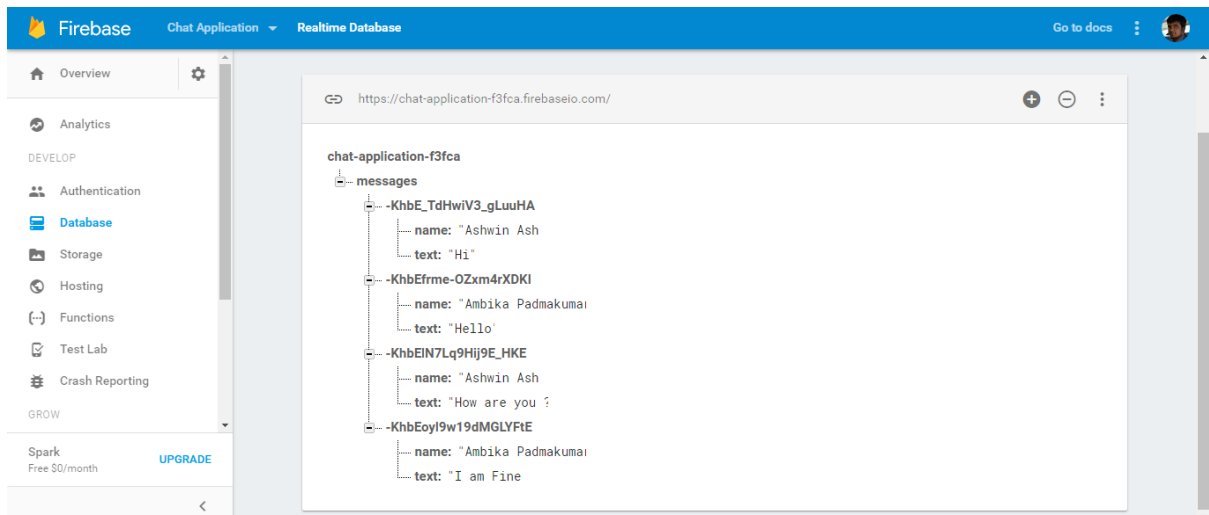 Firebase
Chat Application
Realtime Database
Go to docs
Overview
Analytics
DEVELOP
Authentication
Database
Storage
Hosting
Functions
Test Lab
Crash Reporting
GROW
Spark
Free $0/month
UPGRADE
https://chat-application-f3fca.firebaseio.com/
chat-application-f3fca
messages
-KhbE_TdHwiV3_gLuuHA
name: "Ashwin Ash
text: "Hi"
-KhbEfrme-OZxm4rXDKI
name: "Ambika Padmakumar
text: "Hello'
-KhbElN7Lq9Hij9E_HKE
name: "Ashwin Ash
text: "How are you ?
-KhbEoyl9w19dMGLYFtE
name: "Ambika Padmakumar
text: "I am Fine